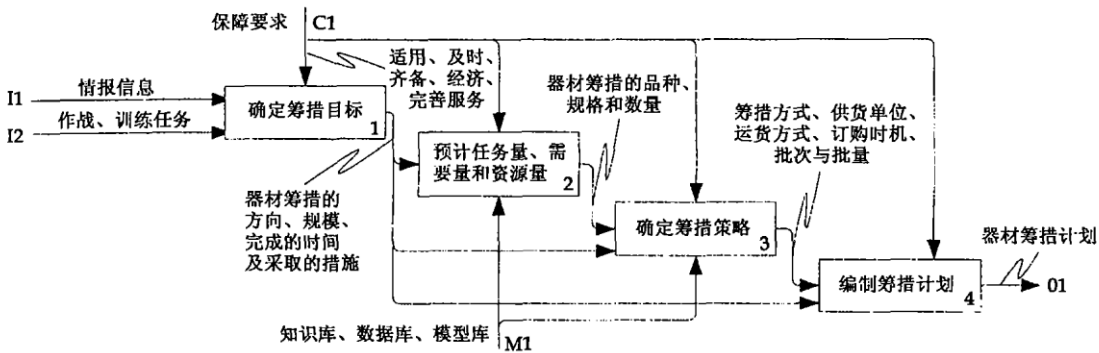 保障要求
C1
适用、及时、
齐备、经济、
完善服务
I1
情报信息
I2
作战、训练任务
确定筹措目标
1
器材筹措的品种、
规格和数量
预计任务量、需
要量和资源量
2
筹措方式、供货单位、
运货方式、订购时机、
批次与批量
器材筹措的
方向、规模、
完成的时间
及采取的措施
确定筹措策略
3
器材筹措计划
编制筹措计划
4
01
知识库、数据库、模型库
M1